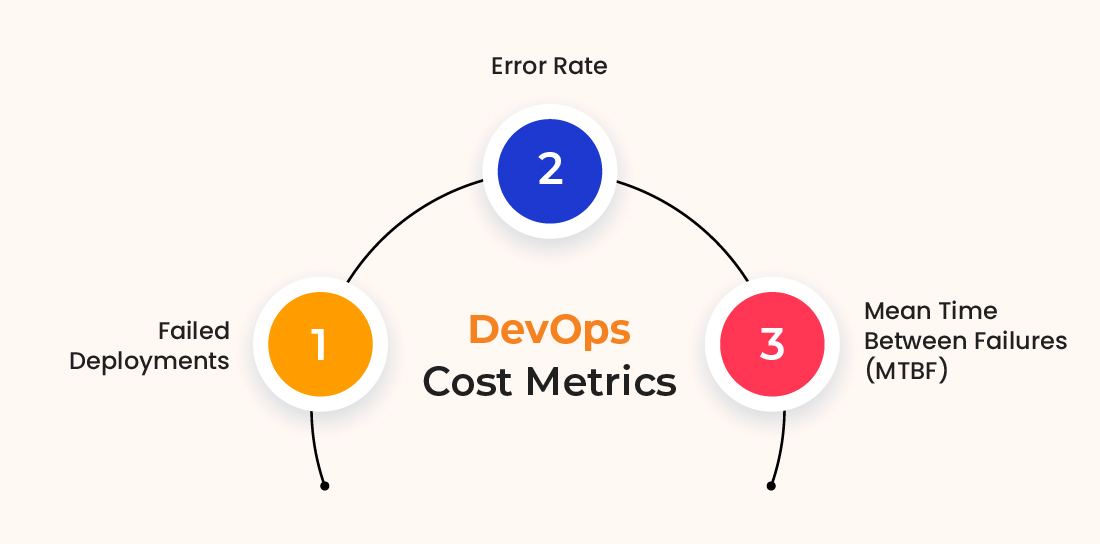 Error Rate
2
Failed
Deployments
1
DevOps
Cost Metrics
3
Mean Time
Between Failures
(MTBF)